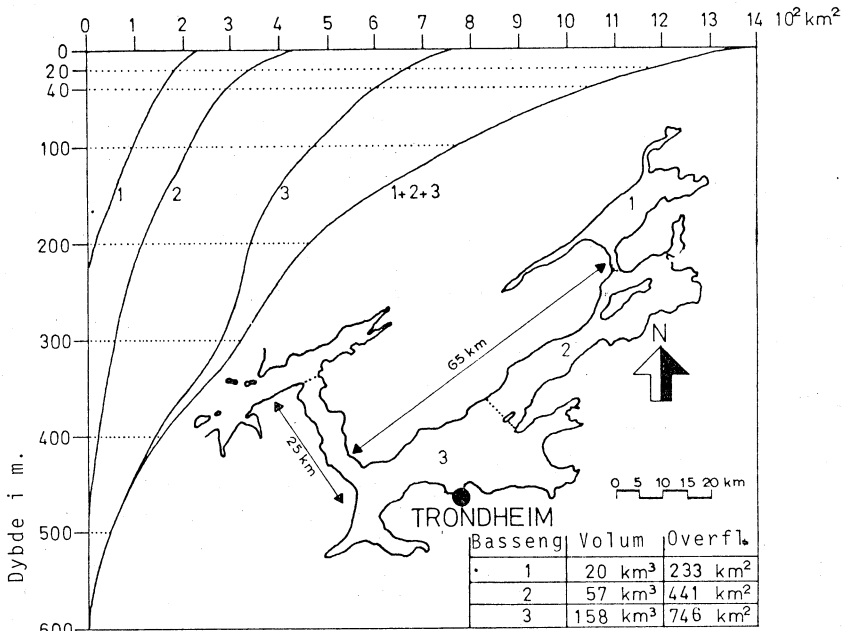 0 1 2 3 4 5 6 7 8 9 10 11 12 13 14 10² km²
0
20
40
100
200
300
400
500
600
Dybde i m.
1
2
3
1+2+3
1
2
3
65 km
25 km
N
0 5 10 15 20 km
TRONDHEIM
Basseng Volum Overfl.
1 20 km³ 233 km²
2 57 km³ 441 km²
3 158 km³ 746 km²